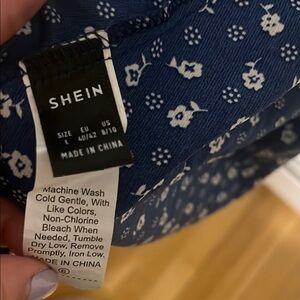 SHEIN
SIZE EU US
L 40/42 8/10
MADE IN CHINA
Machine Wash
Cold Gentle, With
Like Colors,
Non-Chlorine
Bleach When
Needed, Tumble
Dry Low, Remove
Promptly, Iron Low.
MADE IN CHINA